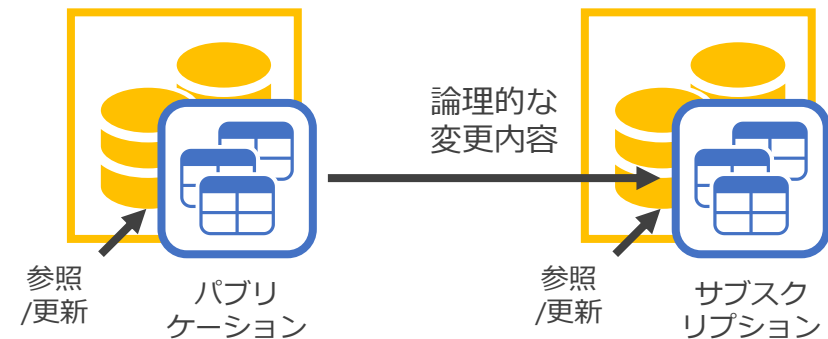 論理的な
変更内容
参照
/更新
パブリ
ケーション
参照
/更新
サブスク
リプション